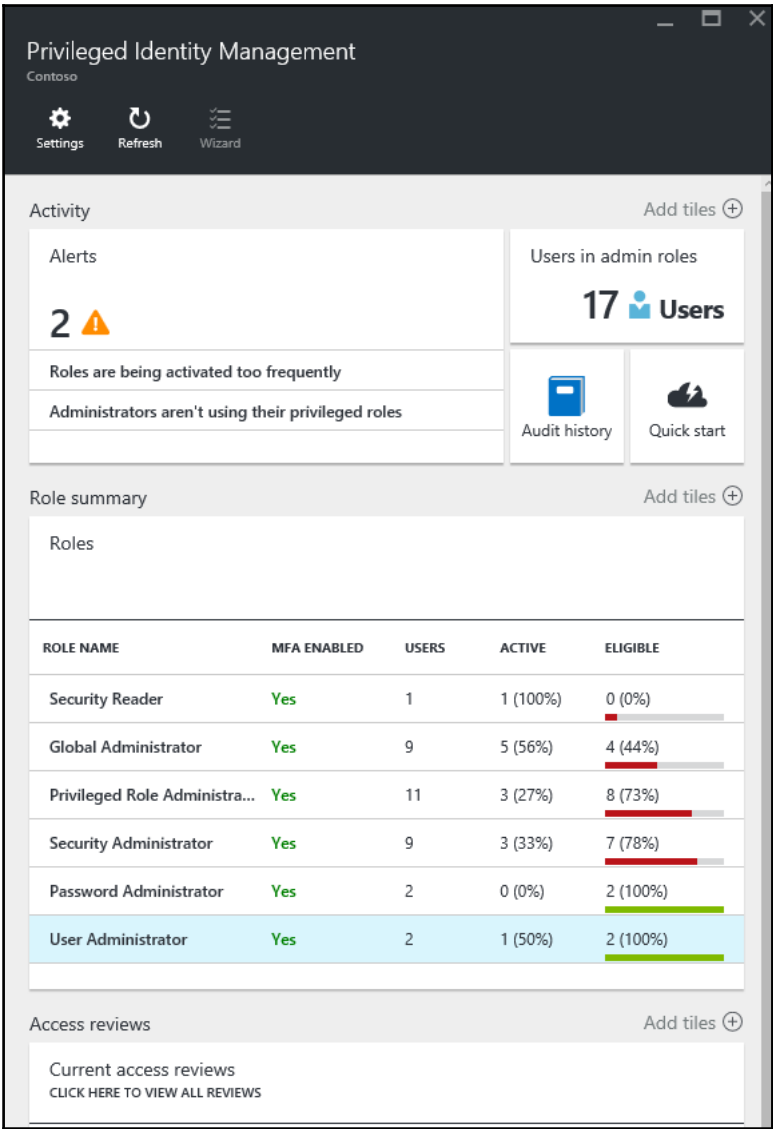 Privileged Identity Management
Contoso
Settings Refresh Wizard
Activity Add tiles
Alerts
2
Roles are being activated too frequently
Administrators aren't using their privileged roles
Users in admin roles
17 Users
Audit history
Quick start
Role summary Add tiles
Roles
ROLE NAME MFA ENABLED USERS ACTIVE ELIGIBLE
Security Reader Yes 1 1 (100%) 0 (0%)
Global Administrator Yes 9 5 (56%) 4 (44%)
Privileged Role Administra... Yes 11 3 (27%) 8 (73%)
Security Administrator Yes 9 3 (33%) 7 (78%)
Password Administrator Yes 2 0 (0%) 2 (100%)
User Administrator Yes 2 1 (50%) 2 (100%)
Access reviews Add tiles
Current access reviews
CLICK HERE TO VIEW ALL REVIEWS